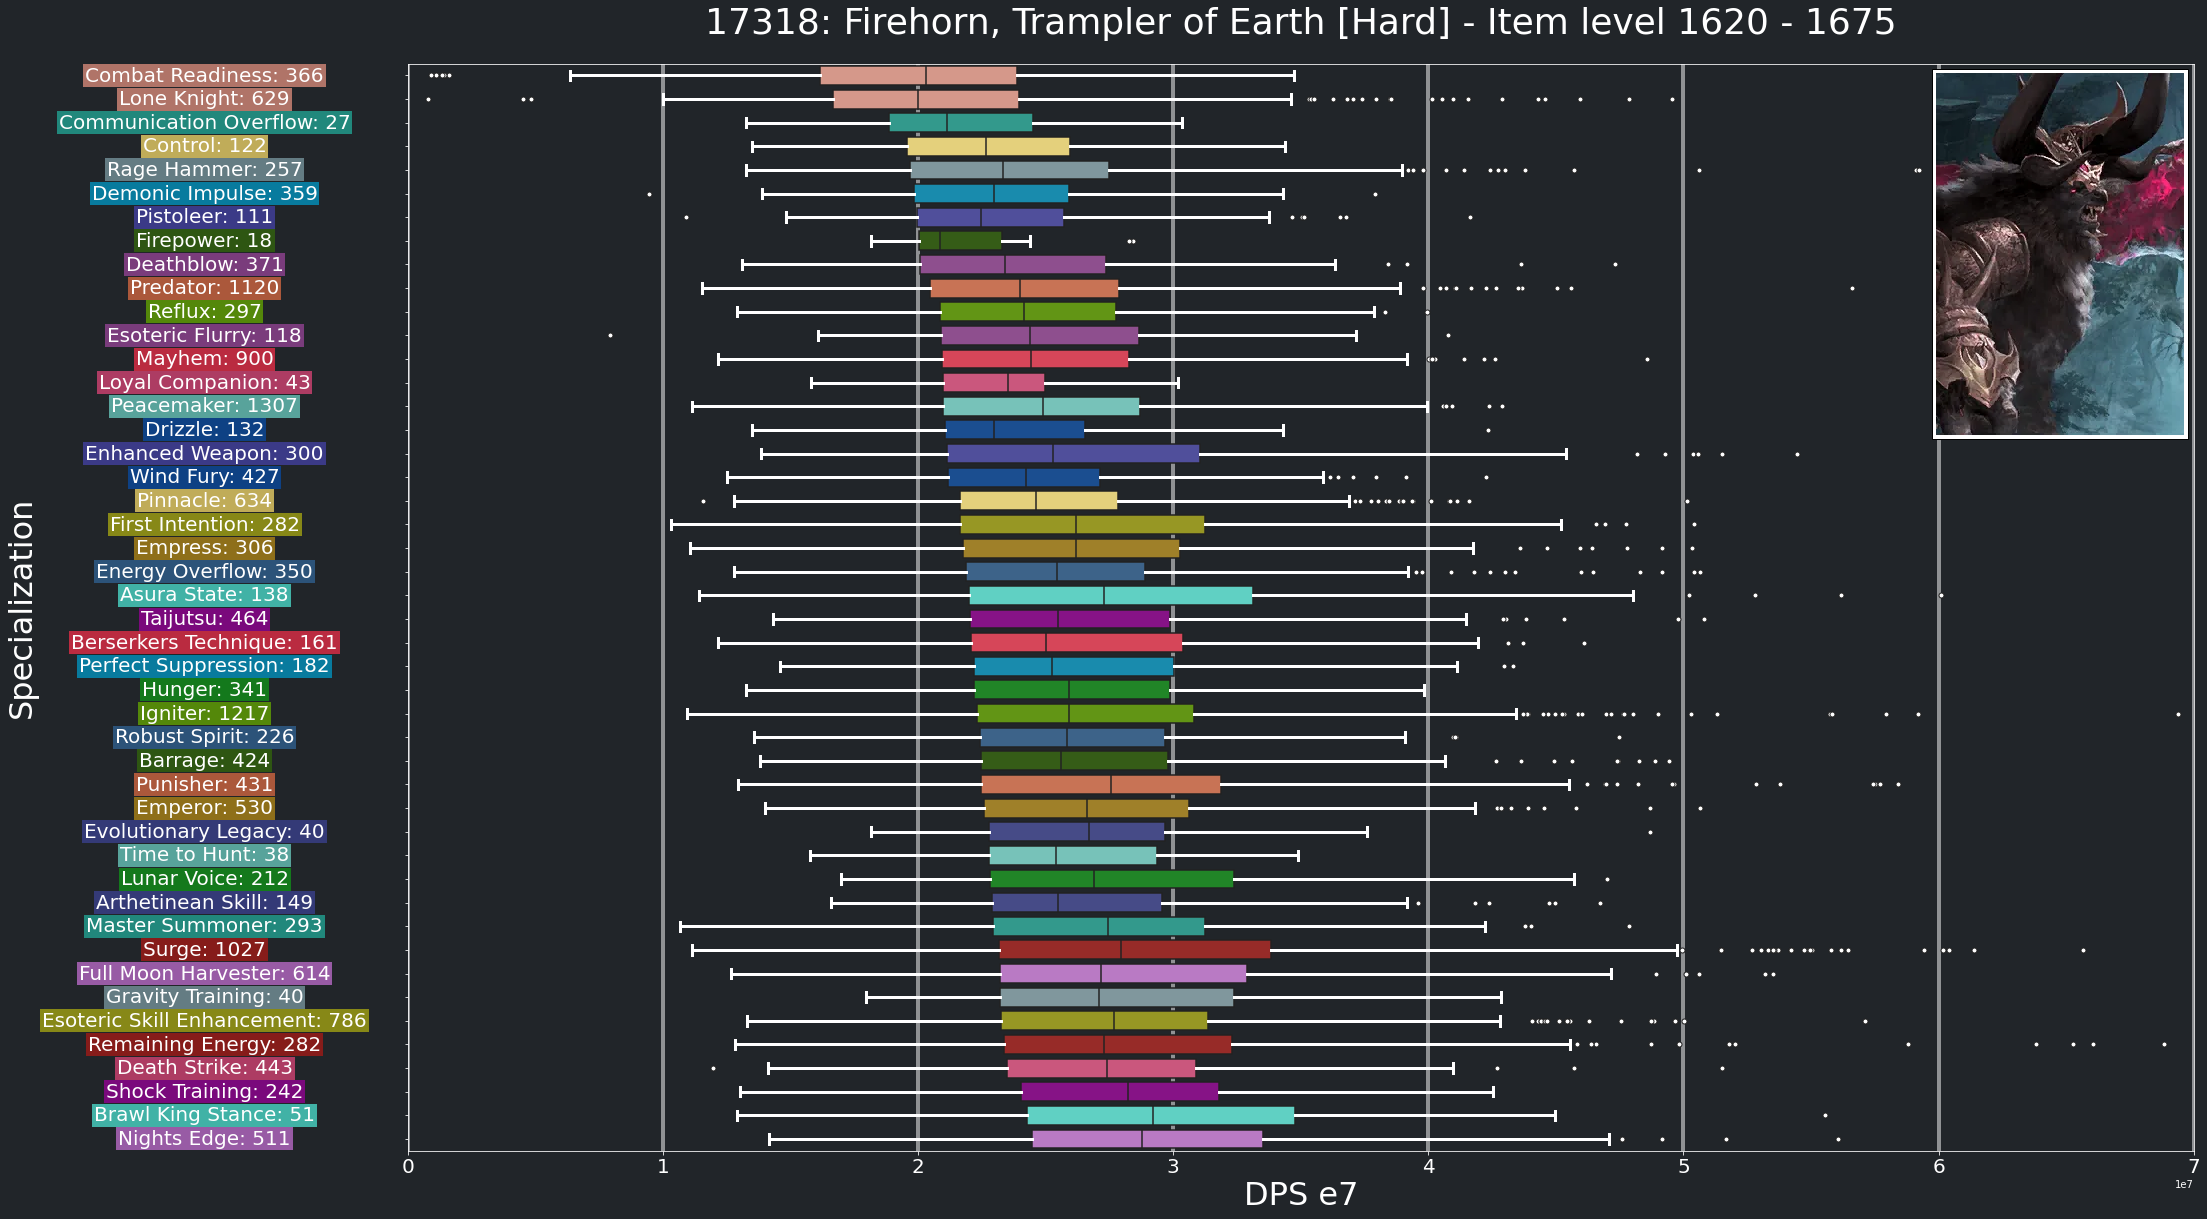 17318: Firehorn, Trampler of Earth [Hard] - Item level 1620 - 1675
Specialization
Combat Readiness: 366
Lone Knight: 629
Communication Overflow: 27
Control: 122
Rage Hammer: 257
Demonic Impulse: 359
Pistoleer: 111
Firepower: 18
Deathblow: 371
Predator: 1120
Reflux: 297
Esoteric Flurry: 118
Mayhem: 900
Loyal Companion: 43
Peacemaker: 1307
Drizzle: 132
Enhanced Weapon: 300
Wind Fury: 427
Pinnacle: 634
First Intention: 282
Empress: 306
Energy Overflow: 350
Asura State: 138
Taijutsu: 464
Berserkers Technique: 161
Perfect Suppression: 182
Hunger: 341
Igniter: 1217
Robust Spirit: 226
Barrage: 424
Punisher: 431
Emperor: 530
Evolutionary Legacy: 40
Time to Hunt: 38
Lunar Voice: 212
Arthetinean Skill: 149
Master Summoner: 293
Surge: 1027
Full Moon Harvester: 614
Gravity Training: 40
Esoteric Skill Enhancement: 786
Remaining Energy: 282
Death Strike: 443
Shock Training: 242
Brawl King Stance: 51
Nights Edge: 511
0 1 2 3 4 5 6 7
1e7
DPS e7